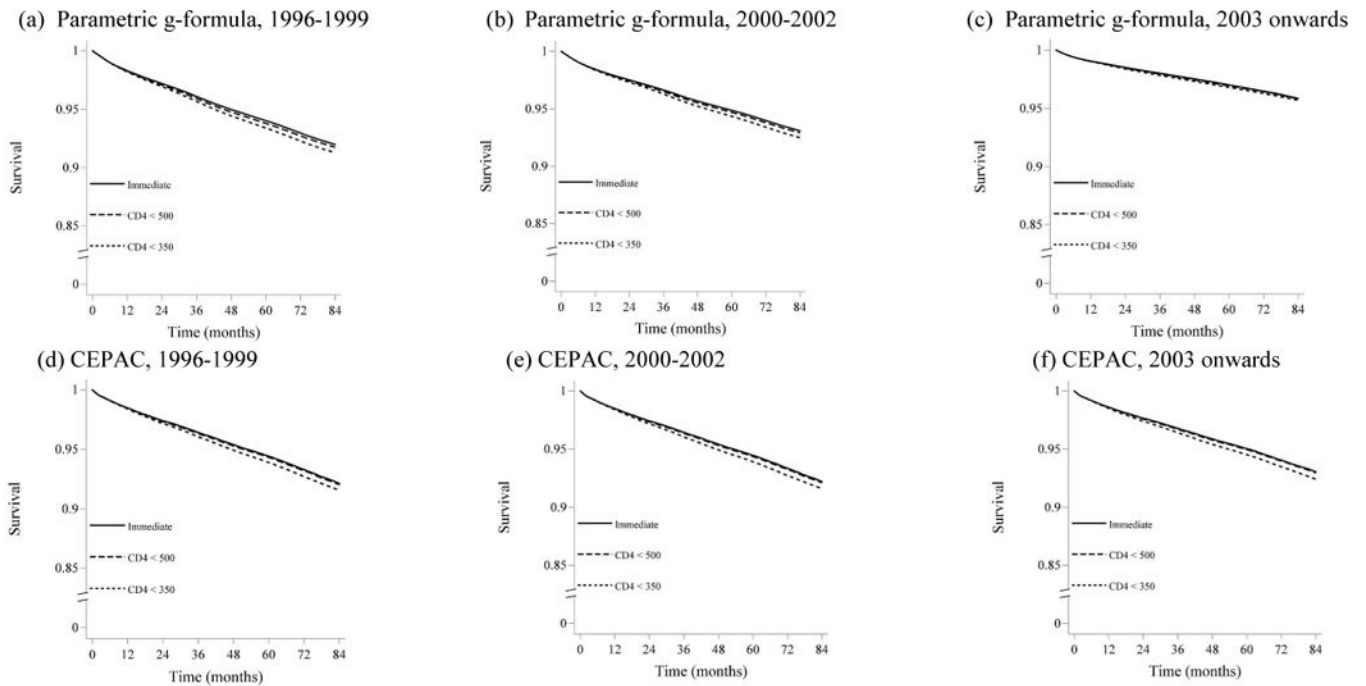 (a) Parametric g-formula, 1996-1999
1
0.95
0.9
0.85
0
Survival
Immediate
CD4 < 500
CD4 < 350
0 12 24 36 48 60 72 84
Time (months)
(b) Parametric g-formula, 2000-2002
1
0.95
0.9
0.85
0
Survival
Immediate
CD4 < 500
CD4 < 350
0 12 24 36 48 60 72 84
Time (months)
(c) Parametric g-formula, 2003 onwards
1
0.95
0.9
0.85
0
Survival
Immediate
CD4 < 500
CD4 < 350
0 12 24 36 48 60 72 84
Time (months)
(d) CEPAC, 1996-1999
1
0.95
0.9
0.85
0
Survival
Immediate
CD4 < 500
CD4 < 350
0 12 24 36 48 60 72 84
Time (months)
(e) CEPAC, 2000-2002
1
0.95
0.9
0.85
0
Survival
Immediate
CD4 < 500
CD4 < 350
0 12 24 36 48 60 72 84
Time (months)
(f) CEPAC, 2003 onwards
1
0.95
0.9
0.85
0
Survival
Immediate
CD4 < 500
CD4 < 350
0 12 24 36 48 60 72 84
Time (months)